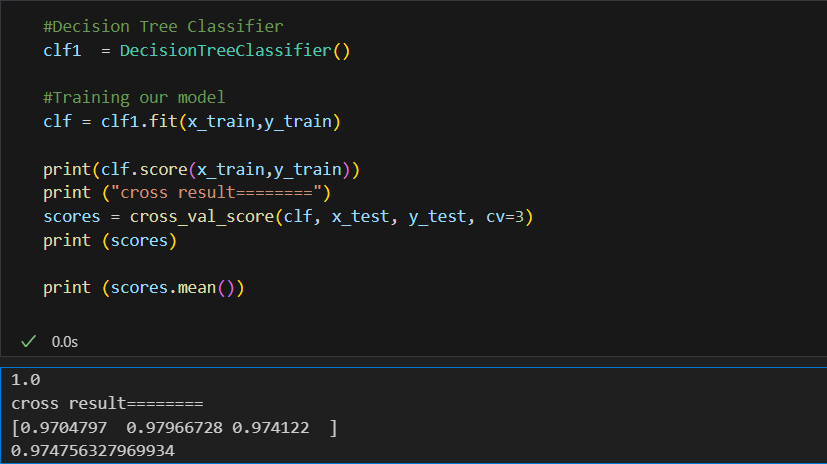 #Decision Tree Classifier
clf1  = DecisionTreeClassifier()
#Training our model
clf = clf1.fit(x_train,y_train)
print(clf.score(x_train,y_train))
print ("cross result========")
scores = cross_val_score(clf, x_test, y_test, cv=3)
print (scores)
print (scores.mean())
0.0s
1.0
cross result========
[0.9704797  0.97966728 0.974122  ]
0.974756327969934